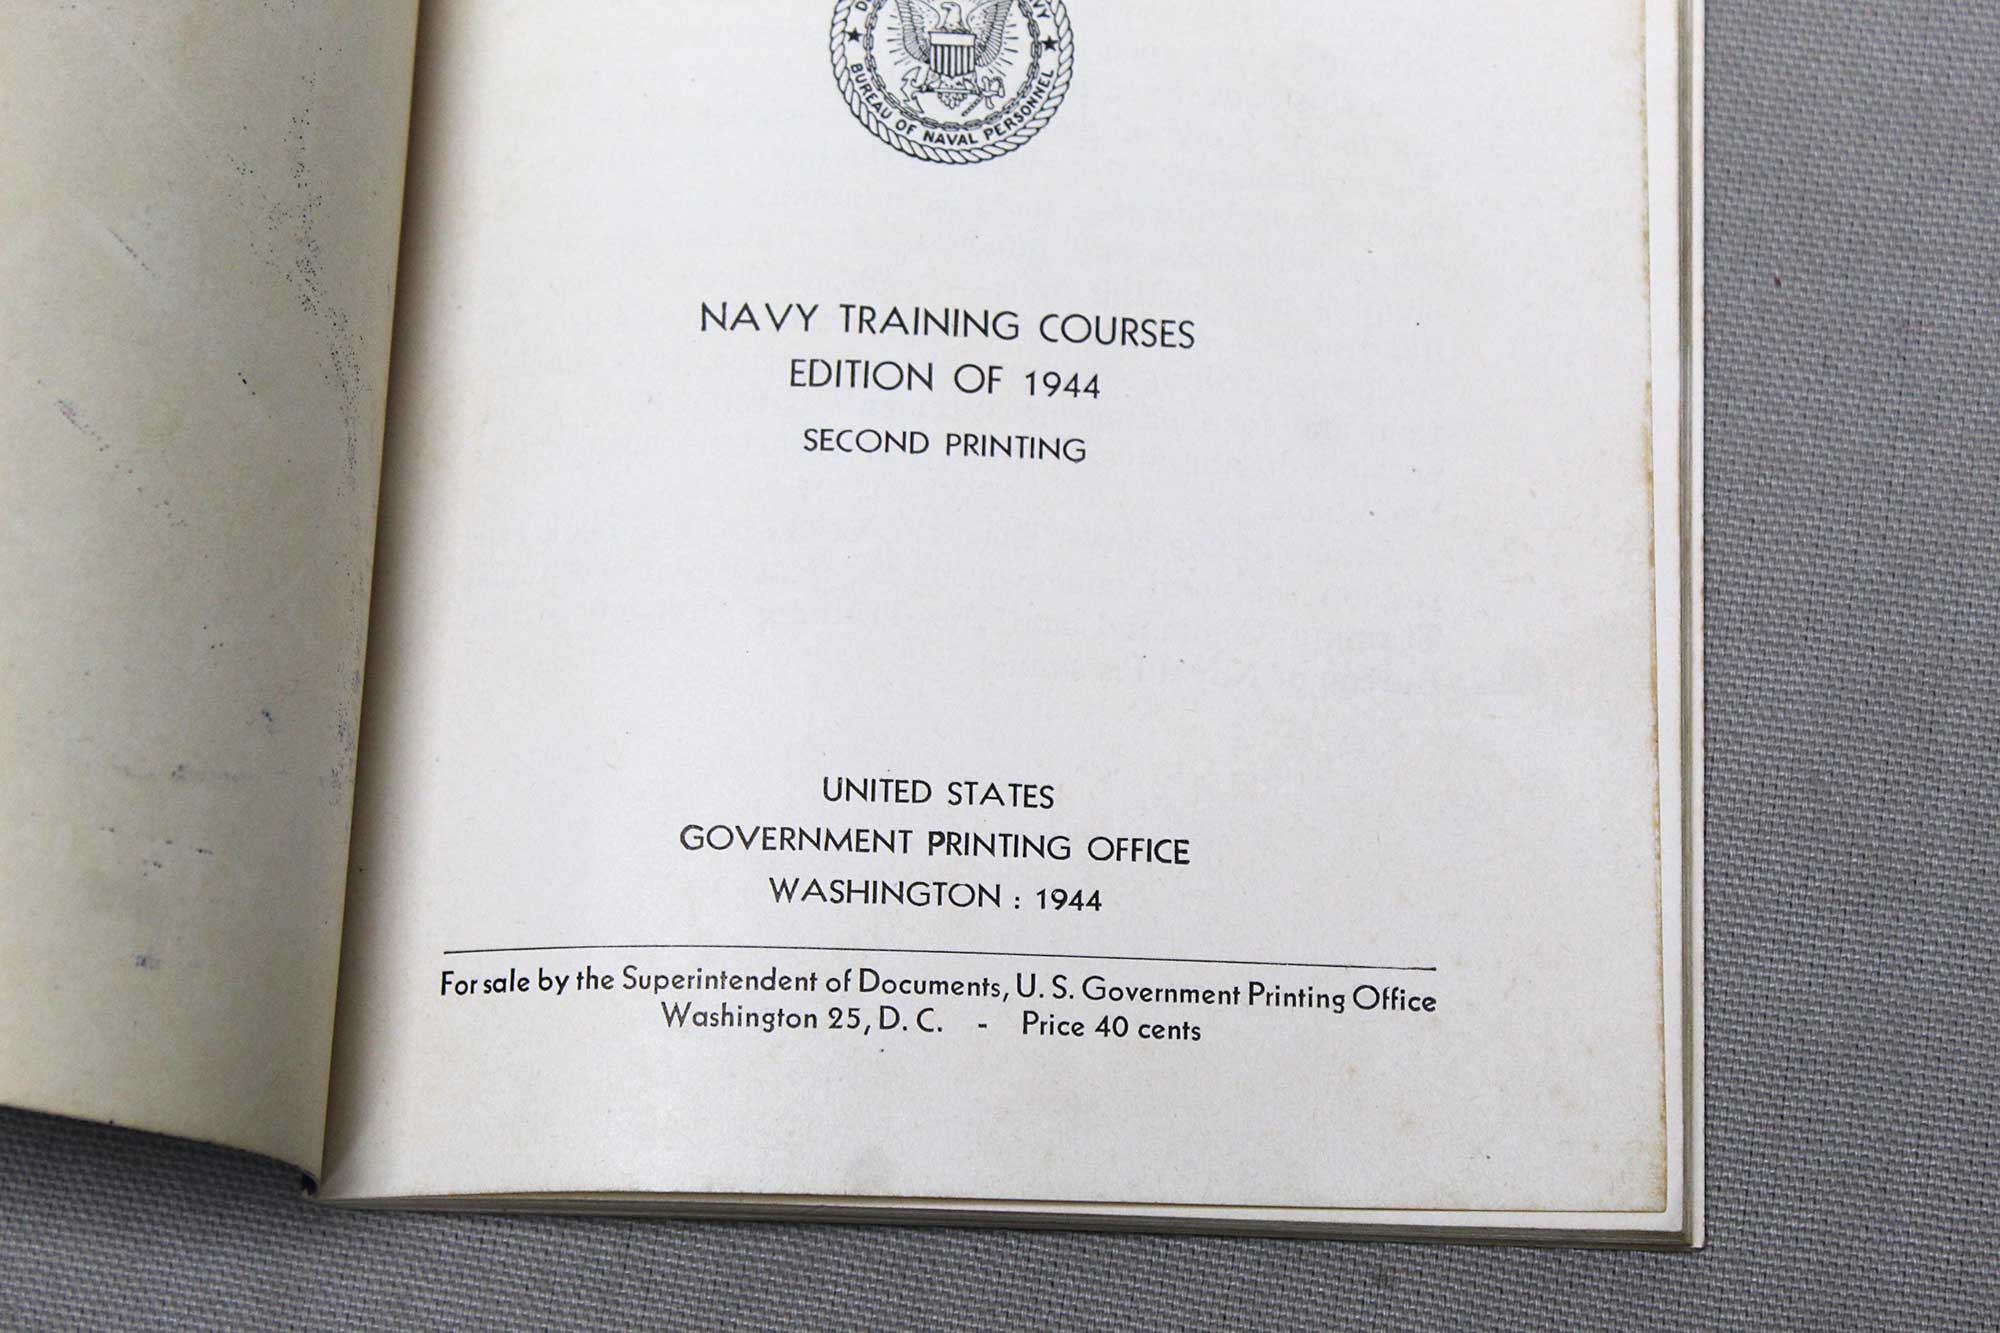 BUREAU OF NAVAL PERSONNEL
NAVY TRAINING COURSES
EDITION OF 1944
SECOND PRINTING
UNITED STATES
GOVERNMENT PRINTING OFFICE
WASHINGTON : 1944
For sale by the Superintendent of Documents, U. S. Government Printing Office
Washington 25, D. C. - Price 40 cents